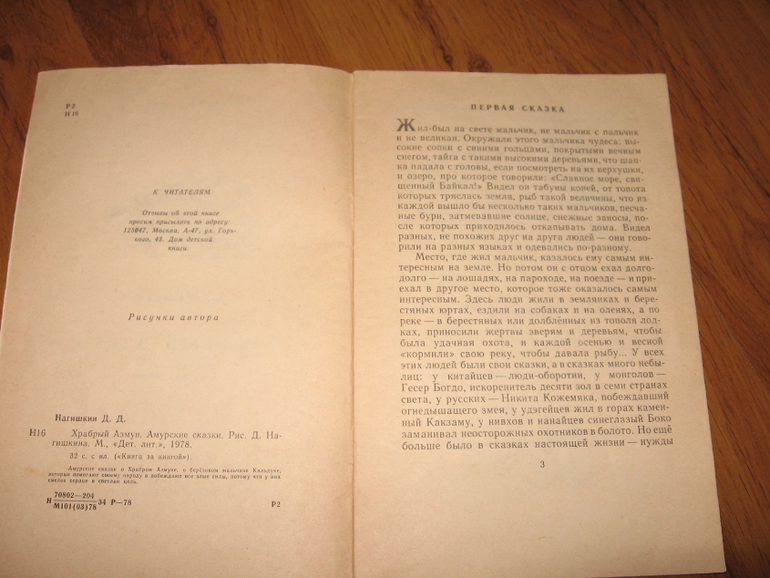 Р2
Н16
К ЧИТАТЕЛЯМ
Отзывы об этой книге
просим присылать по адресу:
125047, Москва, А-47, ул. Горь-
кого, 43. Дом детской
книги
Рисунки автора
Нагишкин Д. Д.
Н16 Храбрый Азмун. Амурские сказки. Рис. Д. На-
гишкина. М., «Дет. лит.», 1978.
32 с. с ил. («Книга за книгой»).
Амурские сказки о Храбром Азмуне, о берёзовом мальчике Кальдуке,
которые помогают своему народу и побеждают все злые силы, потому что у них
смелое сердце и светлая цель.
Н 70802—204
М101(03)78 34 Р—78
Р2
ПЕРВАЯ СКАЗКА
Жил-был на свете мальчик, не мальчик с пальчик
и не великан. Окружали этого мальчика чудеса: вы-
сокие сопки с синими гольцами, покрытыми вечным
снегом, тайга с такими высокими деревьями, что шап-
ка падала с головы, если посмотреть на их верхушки,
и озеро, про которое говорили: «Славное море, свя-
щенный Байкал!» Видел он табуны коней, от топота
которых тряслась земля, рыб такой величины, что из
каждой вышло бы несколько таких мальчиков, песча-
ные бури, затмевавшие солнце, снежные заносы, по-
сле которых приходилось откапывать дома. Видел
разных, не похожих друг на друга людей — они гово-
рили на разных языках и одевались по-разному.
Место, где жил мальчик, казалось ему самым ин-
тересным на земле. Но потом он с отцом ехал долго-
долго — на лошадях, на пароходе, на поезде — и при-
ехал в другое место, которое тоже оказалось самым
интересным. Здесь люди жили в землянках и бере-
стяных юртах, ездили на собаках и на оленях, а по
реке — в берестяных или долблённых из тополя лод-
ках, приносили жертвы зверям и деревьям, чтобы
была удачная охота, и каждой осенью и весной
«кормили» свою реку, чтобы давала рыбу... У всех
этих людей были свои сказки, а в сказках много небы-
лиц: у китайцев — люди-оборотни, у монголов —
Гесер Богдо, искоренитель десяти зол в семи странах
света, у русских — Никита Кожемяка, побеждавший
огнедышащего змея, у удэгейцев жил в горах камен-
ный Какзаму, у нивхов и нанайцев синеглазый Боко
заманивал неосторожных охотников в болото. Но ещё
больше было в сказках настоящей жизни — нужды
3